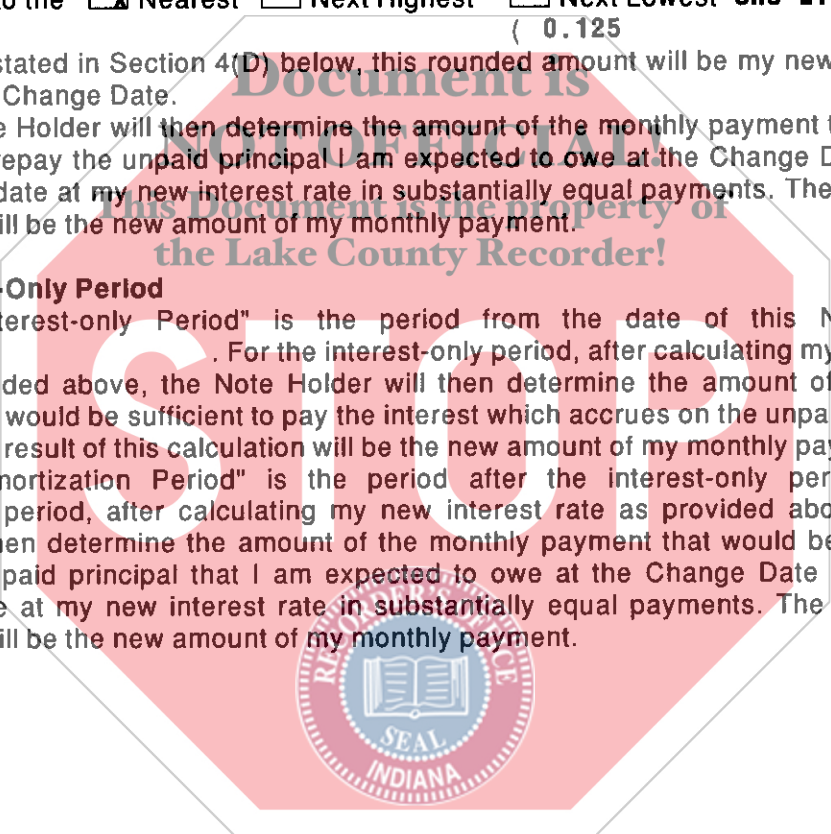 o the Nearest Next Highest Next Lowest one
( 0.125
stated in Section 4(D) below, this rounded amount will be my new
Change Date.
e Holder will then determine the amount of the monthly payment t
epay the unpaid principal I am expected to owe at the Change D
date at my new interest rate in substantially equal payments. The
ill be the new amount of my monthly payment.
Document is
NOT OFFICIAL!
This Document is the property of
the Lake County Recorder!
-Only Period
terest-only Period" is the period from the date of this N
. For the interest-only period, after calculating my
ded above, the Note Holder will then determine the amount of
would be sufficient to pay the interest which accrues on the unpa
result of this calculation will be the new amount of my monthly pay
mortization Period" is the period after the interest-only per
period, after calculating my new interest rate as provided abo
hen determine the amount of the monthly payment that would be
paid principal that I am expected to owe at the Change Date
e at my new interest rate in substantially equal payments. The
ill be the new amount of my monthly payment.
STOP
RECORDER'S OFFICE
SEAL
INDIANA